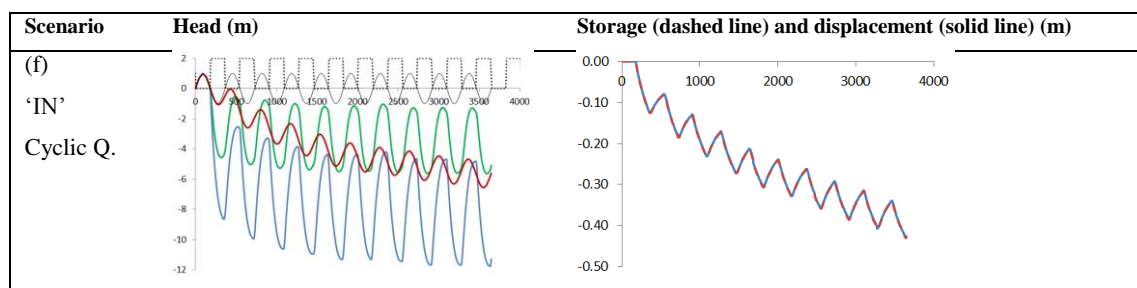 Scenario Head (m) Storage (dashed line) and displacement (solid line) (m)
(f)
‘IN’
Cyclic Q.
2
0
-2
-4
-6
-8
-10
-12
0 500 1000 1500 2000 2500 3000 3500 4000
0.00
-0.10
-0.20
-0.30
-0.40
-0.50
0 1000 2000 3000 4000